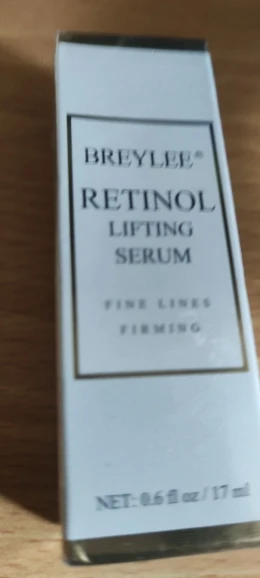 BREYLEE®
RETINOL
LIFTING
SERUM
FINE LINES
FIRMING
NET: 0.6 fl oz / 17 ml